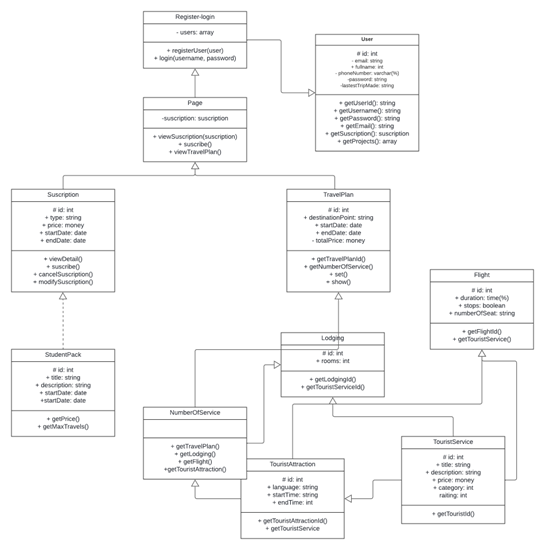 Register-login
- users: array
+ registerUser(user)
+ login(username, password)
User
# id: int
- email: string
+ fullname: int
- phoneNumber: varchar(%)
-password: string
-lastestTripMade: string
+ getUserId(): string
+ getUsername(): string
+ getPassword(): string
+ getEmail(): string
+ getSuscription(): suscription
+ getProjects(): array
Page
-suscription: suscription
+ viewSuscription(suscription)
+ suscribe()
+ viewTravelPlan()
Suscription
# id: int
+ type: string
+ price: money
+ startDate: date
+ endDate: date
+ viewDetail()
+ suscribe()
+ cancelSuscription()
+ modifySuscription()
TravelPlan
# id: int
+ destinationPoint: string
+ startDate: date
+ endDate: date
- totalPrice: money
+ getTravelPlanId()
+ getNumberOfService()
+ set()
+ show()
Flight
# id: int
+ duration: time(%)
+ stops: boolean
+ numberOfSeat: string
+ getFlightId()
+ getTouristService()
StudentPack
# id: int
+ title: string
+ description: string
+ startDate: date
+startDate: date
+ getPrice()
+ getMaxTravels()
Lodging
# id: int
+ rooms: int
+ getLodgingId()
+ getTouristServiceId()
NumberOfService
+ getTravelPlan()
+ getLodging()
+ getFlight()
+getTouristAttraction()
TouristAttraction
# id: int
+ language: string
+ startTime: string
+ endTime: int
+ getTouristAttactionId()
+ getTouristService
TouristService
# id: int
+ title: string
+ description: string
+ price: money
+ category: int
raiting: int
+ getTouristId()